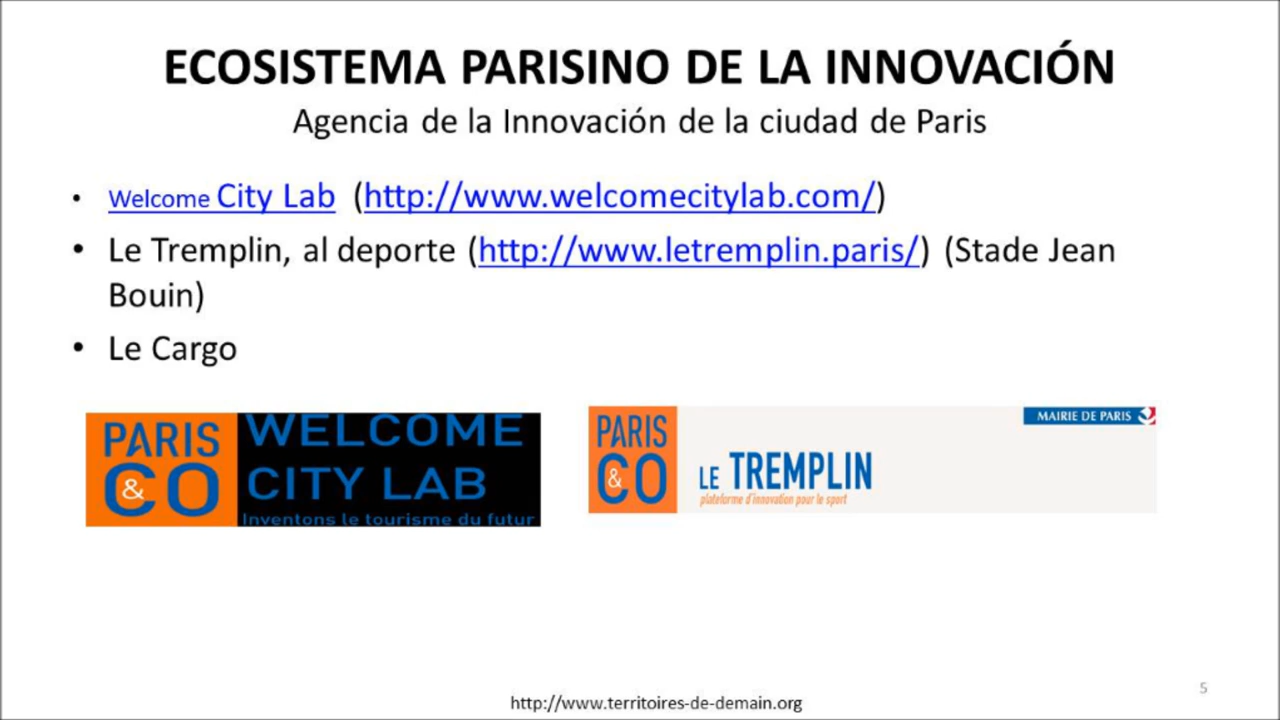 ECOSISTEMA PARISINO DE LA INNOVACIÓN
Agencia de la Innovación de la ciudad de Paris
• Welcome City Lab (http://www.welcomecitylab.com/)
• Le Tremplin, al deporte (http://www.letremplin.paris/) (Stade Jean
Bouin)
• Le Cargo
PARIS
&CO
WELCOME
CITY LAB
Inventons le tourisme du futur
PARIS
&CO
MAIRIE DE PARIS
LE TREMPLIN
plateforme d'innovation pour le sport
5
http://www.territoires-de-demain.org